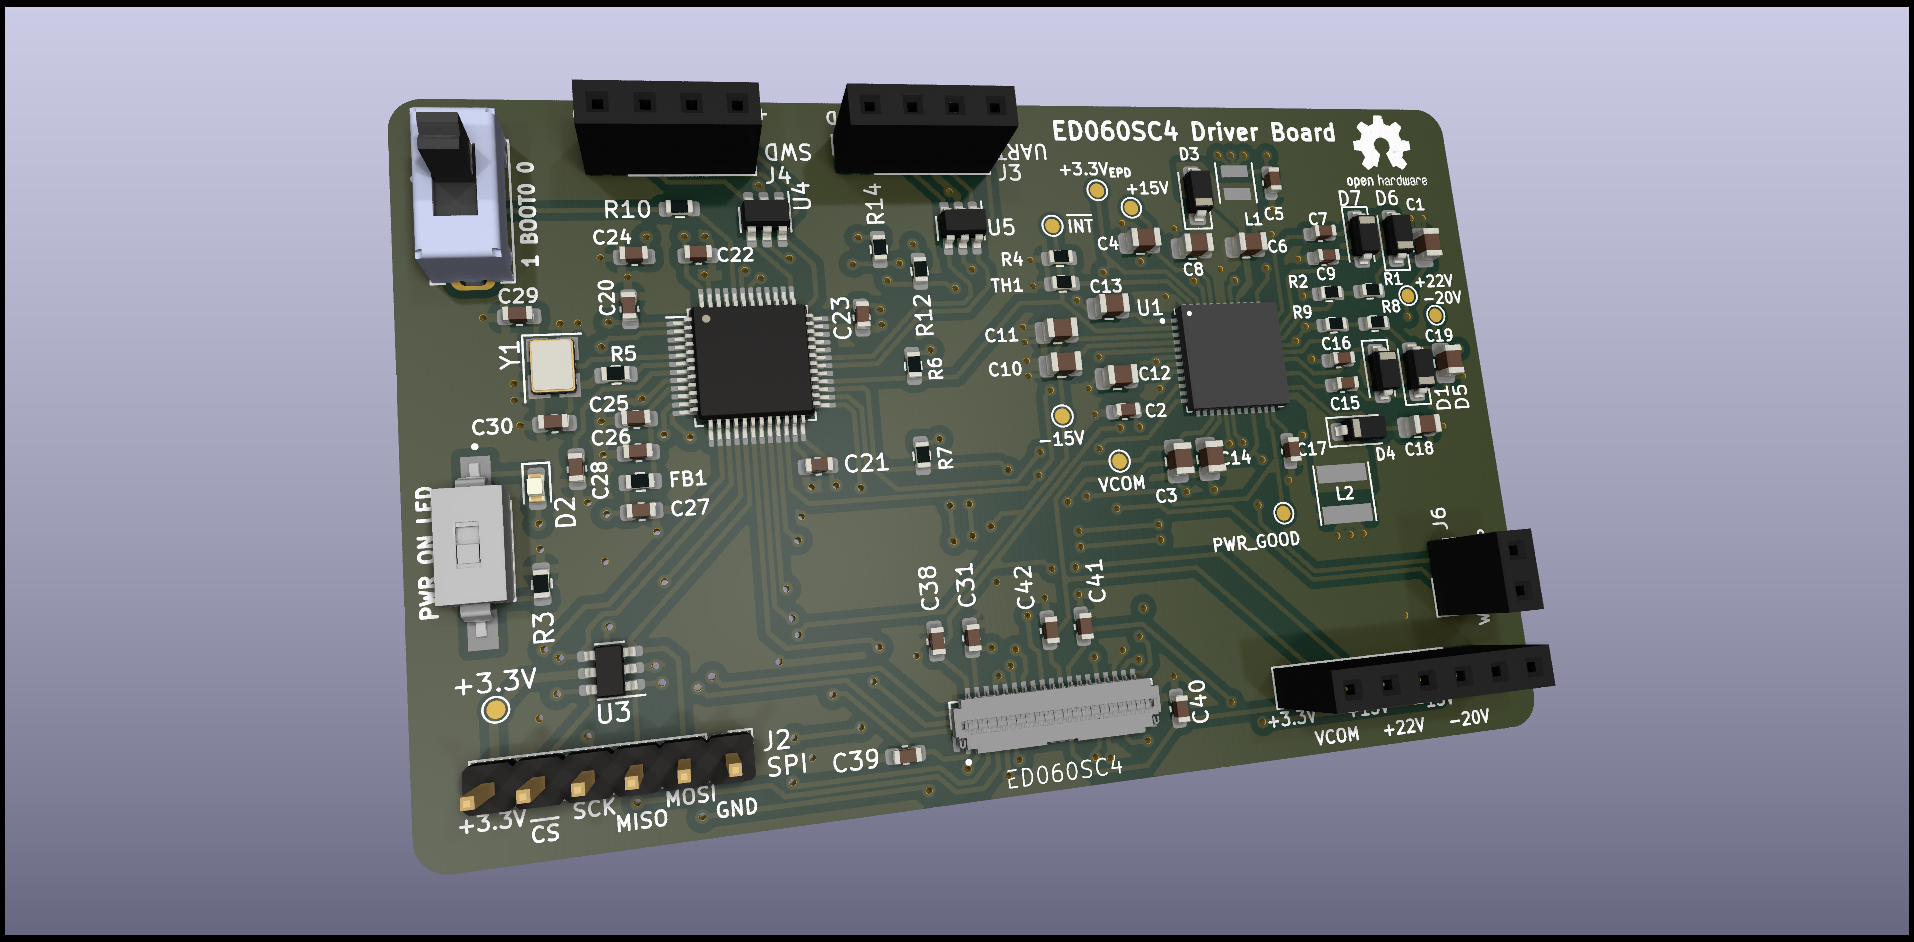 ED060SC4 Driver Board
open hardware
SWD
J4
U4
UART
J3
1 BOOT0 0
R10
C24
C22
C29
C20
R14
U5
C23
R12
R6
R7
Y1
R5
C25
C30
C26
C28
FB1
C27
C21
D2
PWR ON LED
R3
U3
+3.3V
J2
SPI
+3.3V
CS
SCK
MISO
MOSI
GND
+3.3VEPD
+15V
INT
D3
L1
C5
C4
C8
C6
R4
TH1
C13
U1
C11
C10
C12
C2
-15V
VCOM
C3
C14
C17
PWR_GOOD
C7
C9
D7
D6
C1
R2
R1
+22V
-20V
R9
R8
C19
C16
C15
D1
D5
D4
C18
L2
J6
C38
C31
C42
C41
C40
C39
ED060SC4
+3.3V
+15V
-15V
VCOM
+22V
-20V